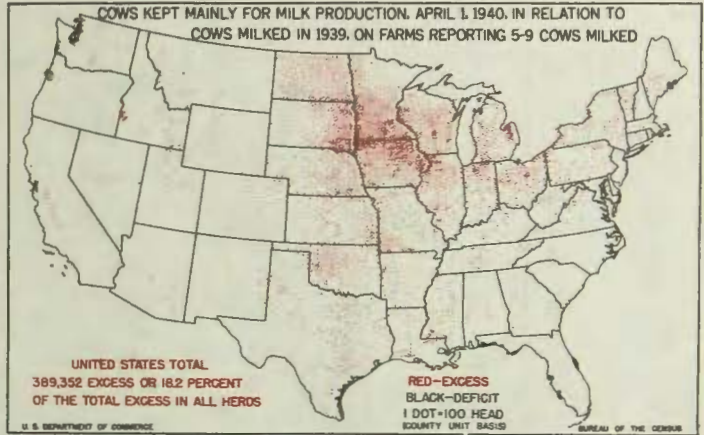 COWS KEPT MAINLY FOR MILK PRODUCTION, APRIL 1, 1940, IN RELATION TO
COWS MILKED IN 1939, ON FARMS REPORTING 5-9 COWS MILKED
UNITED STATES TOTAL
389,352 EXCESS OR 18.2 PERCENT
OF THE TOTAL EXCESS IN ALL HERDS
RED-EXCESS
BLACK-DEFICIT
1 DOT=100 HEAD
(COUNTY UNIT BASIS)
U. S. DEPARTMENT OF COMMERCE
BUREAU OF THE CENSUS